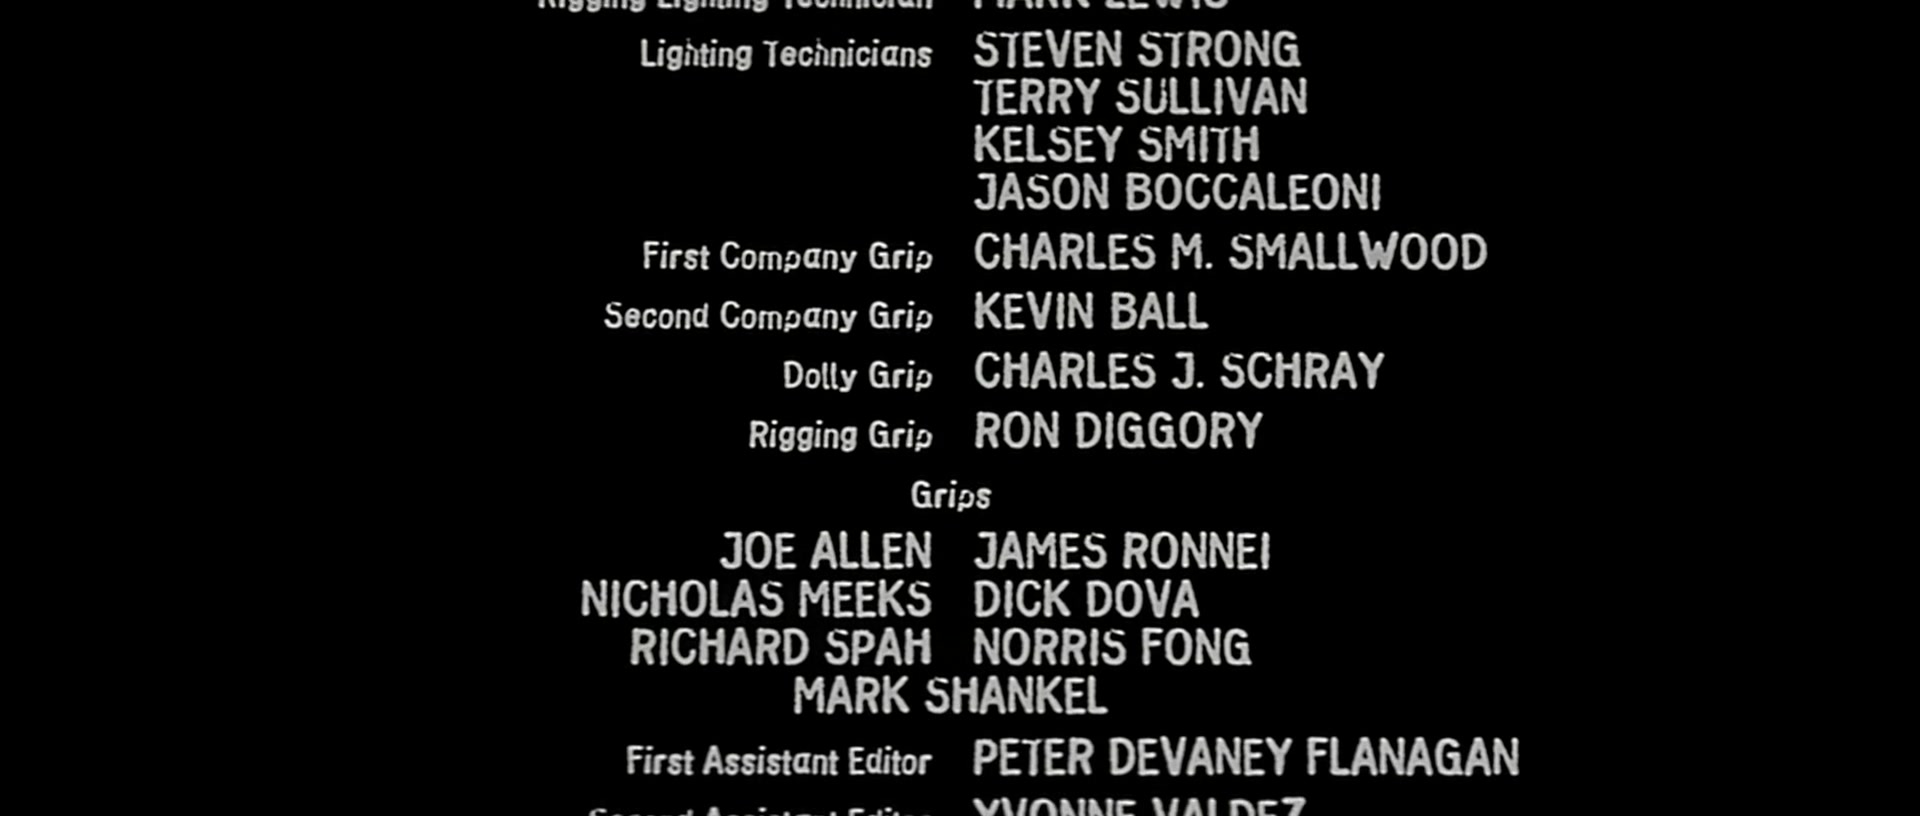 Rigging Lighting Technician MARK LEWIS
Lighting Technicians STEVEN STRONG
TERRY SULLIVAN
KELSEY SMITH
JASON BOCCALEONI
First Company Grip CHARLES M. SMALLWOOD
Second Company Grip KEVIN BALL
Dolly Grip CHARLES J. SCHRAY
Rigging Grip RON DIGGORY
Grips
JOE ALLEN JAMES RONNEI
NICHOLAS MEEKS DICK DOVA
RICHARD SPAH NORRIS FONG
MARK SHANKEL
First Assistant Editor PETER DEVANEY FLANAGAN
Second Assistant Editor YVONNE VALDEZ